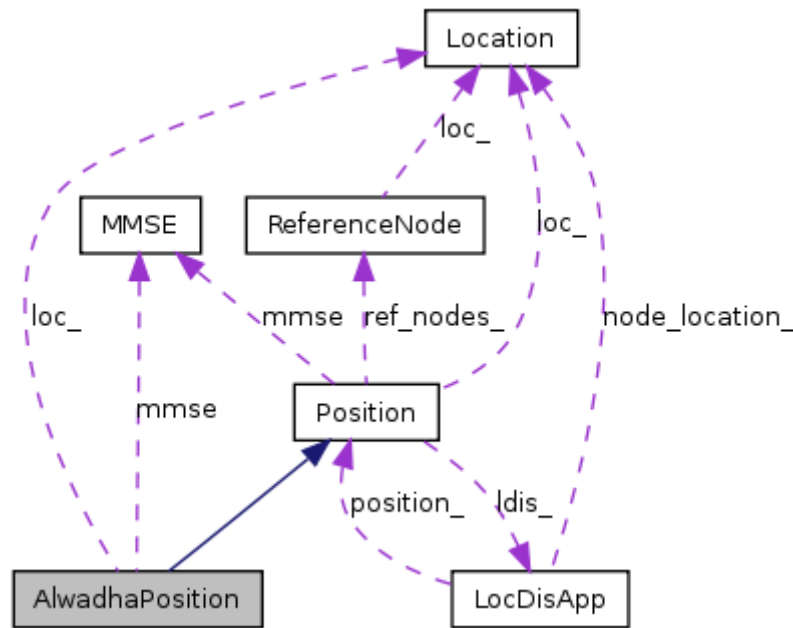 Location
loc_
MMSE
ReferenceNode
loc_
loc_
mmse
ref_nodes_
node_location_
mmse
Position
position_
ldis_
AlwadhaPosition
LocDisApp